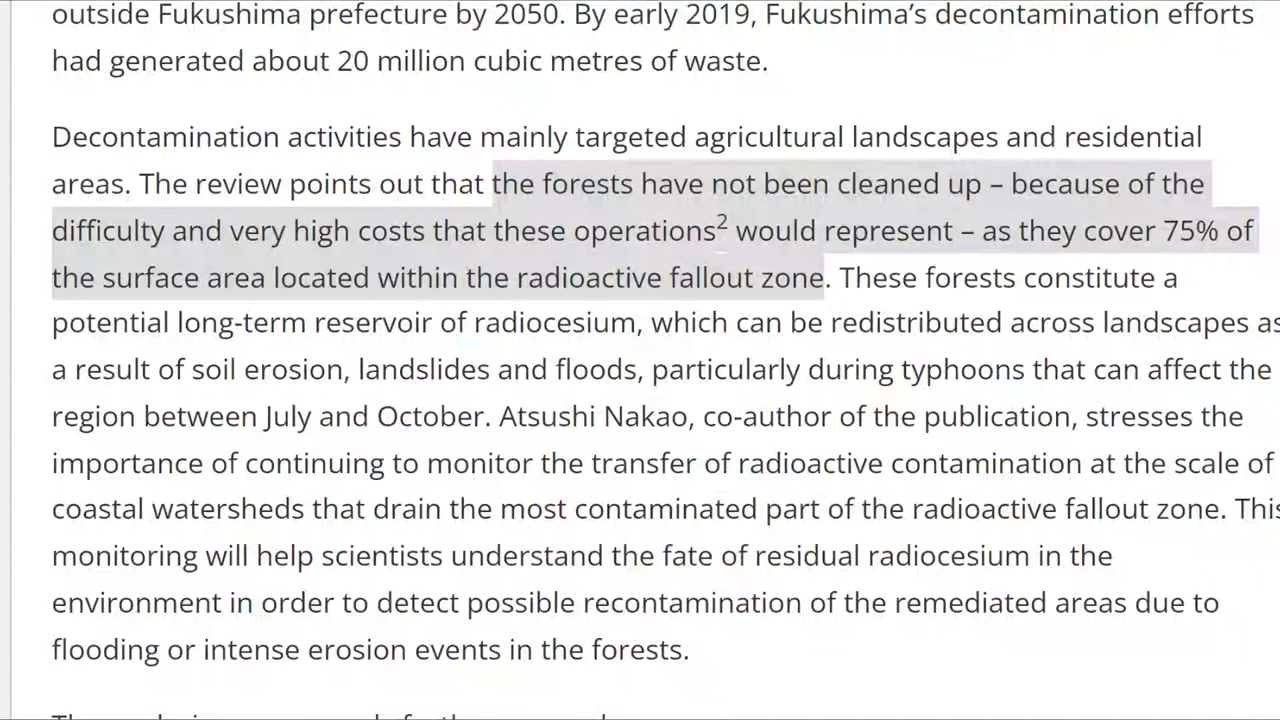 outside Fukushima prefecture by 2050. By early 2019, Fukushima’s decontamination efforts
had generated about 20 million cubic metres of waste.
Decontamination activities have mainly targeted agricultural landscapes and residential
areas. The review points out that the forests have not been cleaned up – because of the
difficulty and very high costs that these operations² would represent – as they cover 75% of
the surface area located within the radioactive fallout zone. These forests constitute a
potential long-term reservoir of radiocesium, which can be redistributed across landscapes as
a result of soil erosion, landslides and floods, particularly during typhoons that can affect the
region between July and October. Atsushi Nakao, co-author of the publication, stresses the
importance of continuing to monitor the transfer of radioactive contamination at the scale of
coastal watersheds that drain the most contaminated part of the radioactive fallout zone. This
monitoring will help scientists understand the fate of residual radiocesium in the
environment in order to detect possible recontamination of the remediated areas due to
flooding or intense erosion events in the forests.